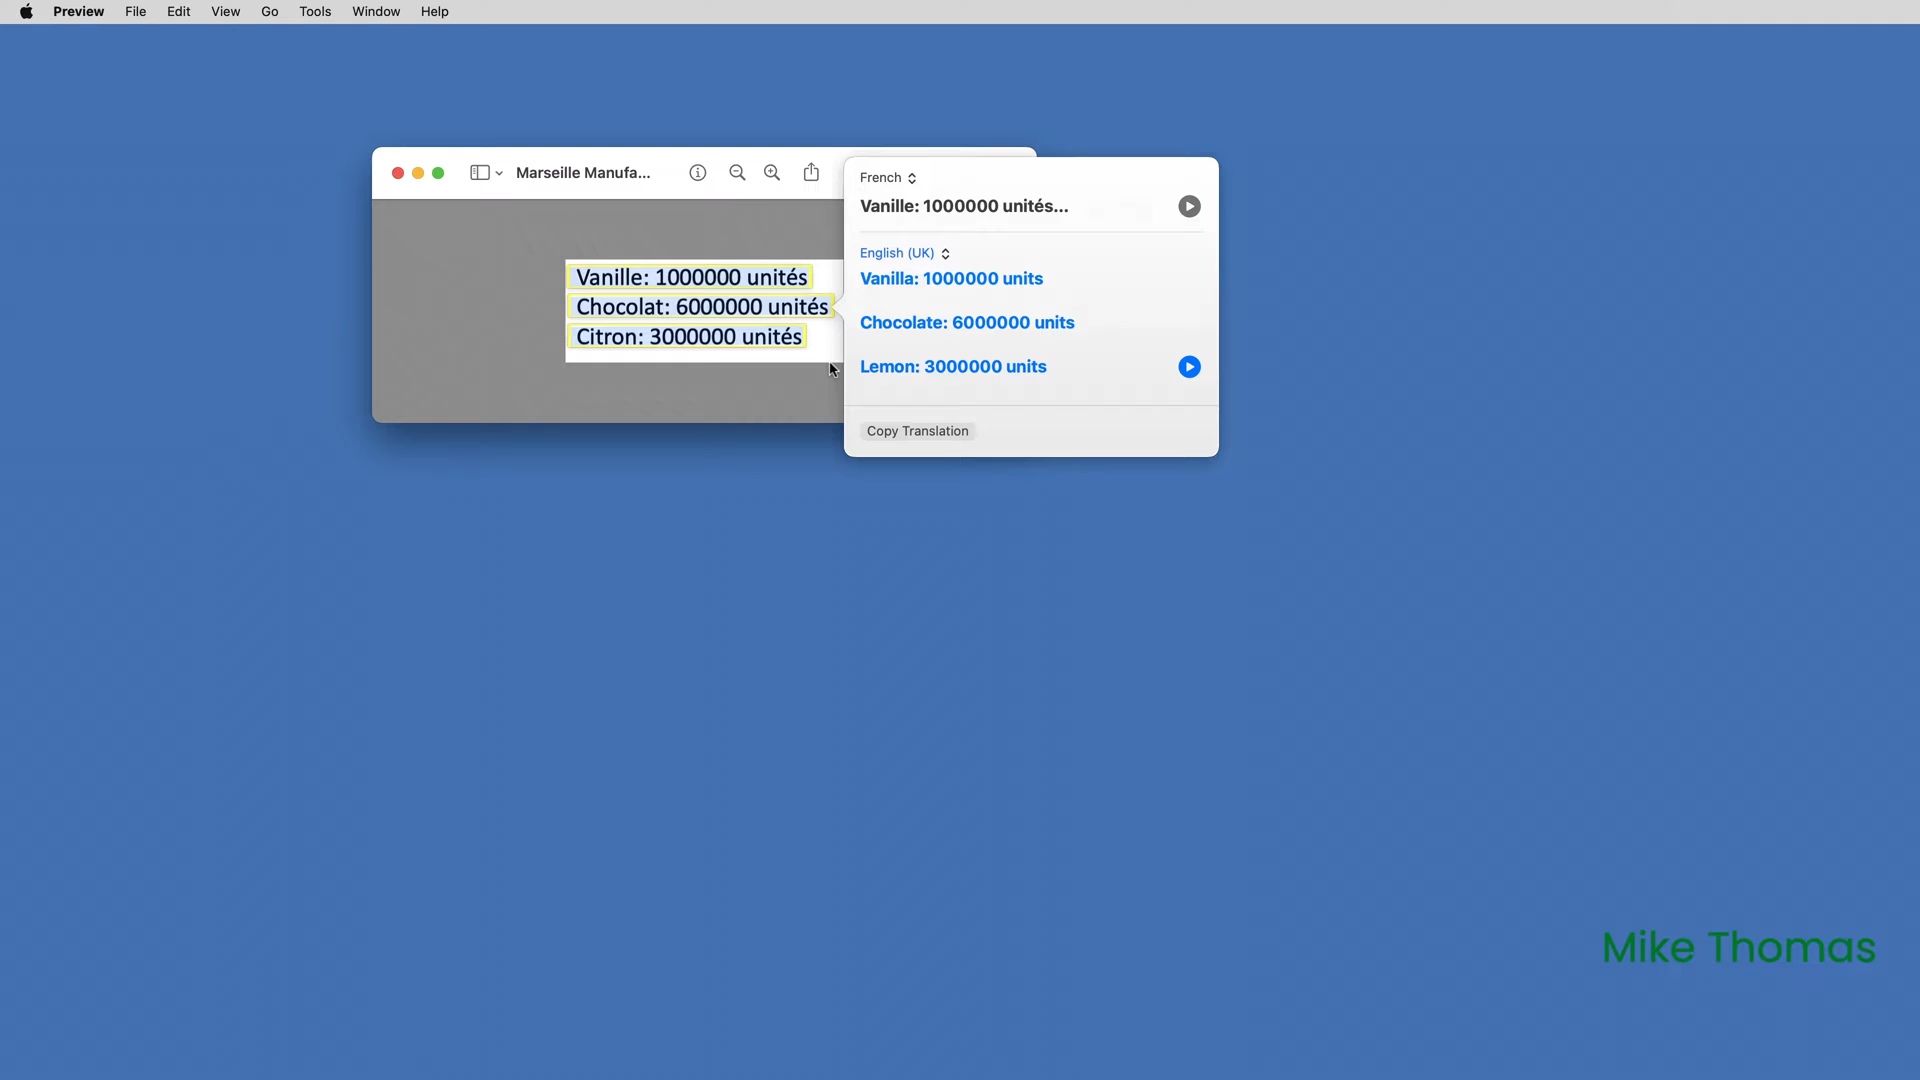 Preview File Edit View Go Tools Window Help
Marseille Manufa...
Vanille: 1000000 unités
Chocolat: 6000000 unités
Citron: 3000000 unités
French
Vanille: 1000000 unités...
English (UK)
Vanilla: 1000000 units
Chocolate: 6000000 units
Lemon: 3000000 units
Copy Translation
Mike Thomas